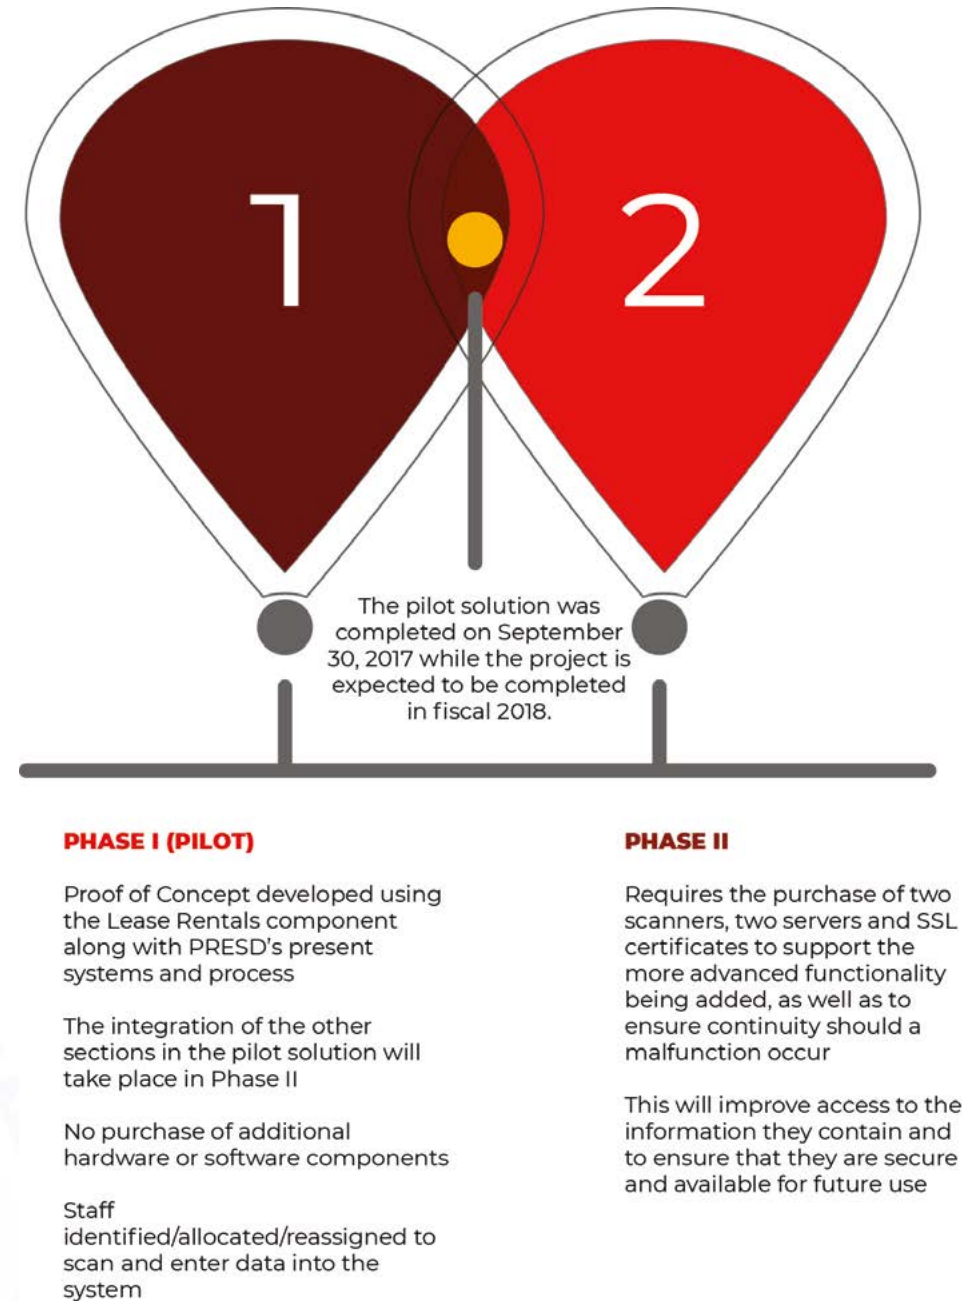 1
2
The pilot solution was
completed on September
30, 2017 while the project is
expected to be completed
in fiscal 2018.
PHASE I (PILOT)
Proof of Concept developed using
the Lease Rentals component
along with PRESD’s present
systems and process
The integration of the other
sections in the pilot solution will
take place in Phase II
No purchase of additional
hardware or software components
Staff
identified/allocated/reassigned to
scan and enter data into the
system
PHASE II
Requires the purchase of two
scanners, two servers and SSL
certificates to support the
more advanced functionality
being added, as well as to
ensure continuity should a
malfunction occur
This will improve access to the
information they contain and
to ensure that they are secure
and available for future use